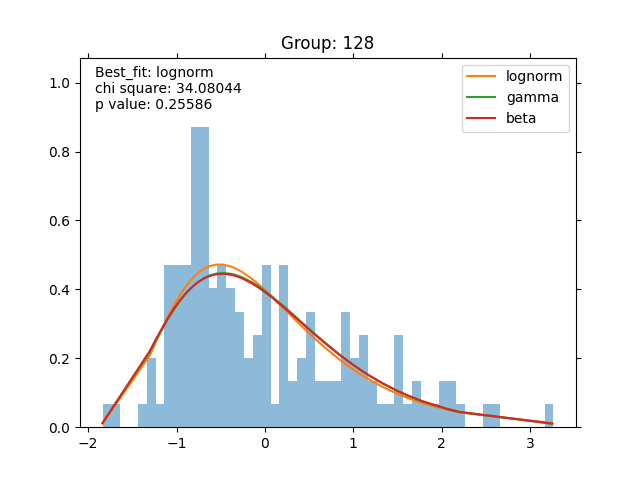 Group: 128
Best_fit: lognorm
chi square: 34.08044
p value: 0.25586
lognorm
gamma
beta
1.0
0.8
0.6
0.4
0.2
0.0
−2
−1
0
1
2
3